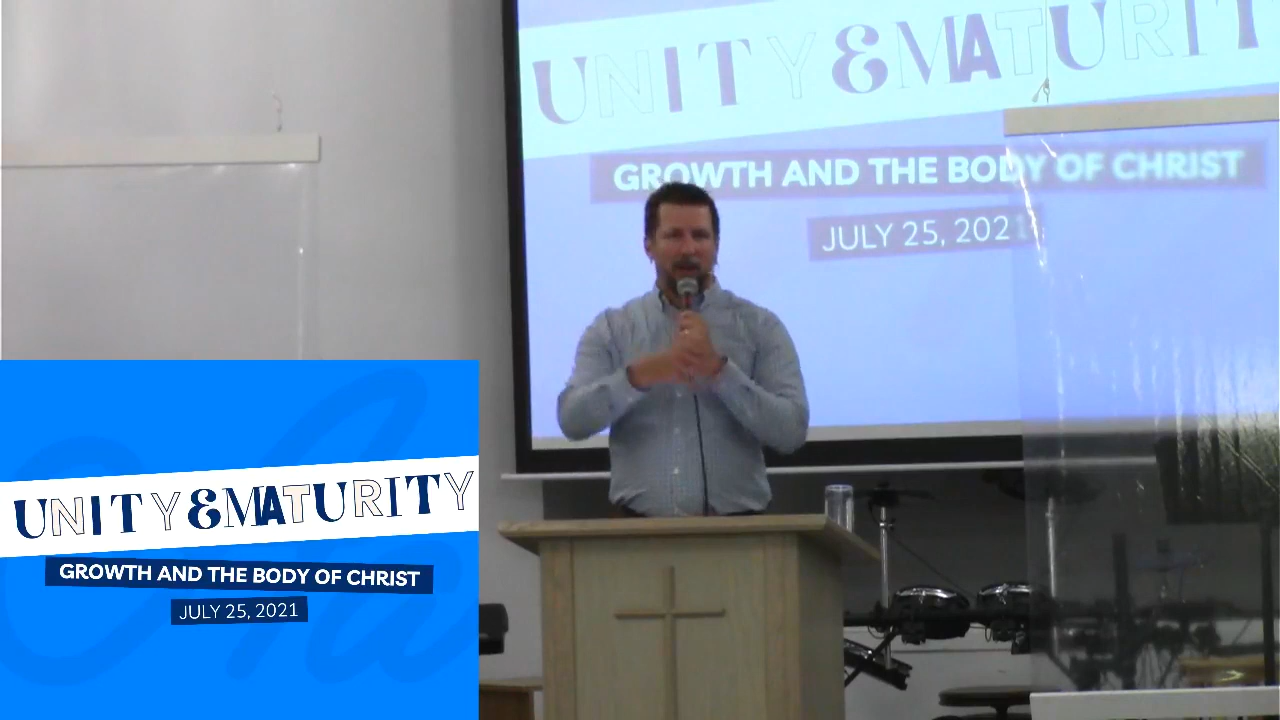 UNITY & MATURIT
GROWTH AND THE BODY OF CHRIST
JULY 25, 2021
UNITY & MATURITY
GROWTH AND THE BODY OF CHRIST
JULY 25, 2021